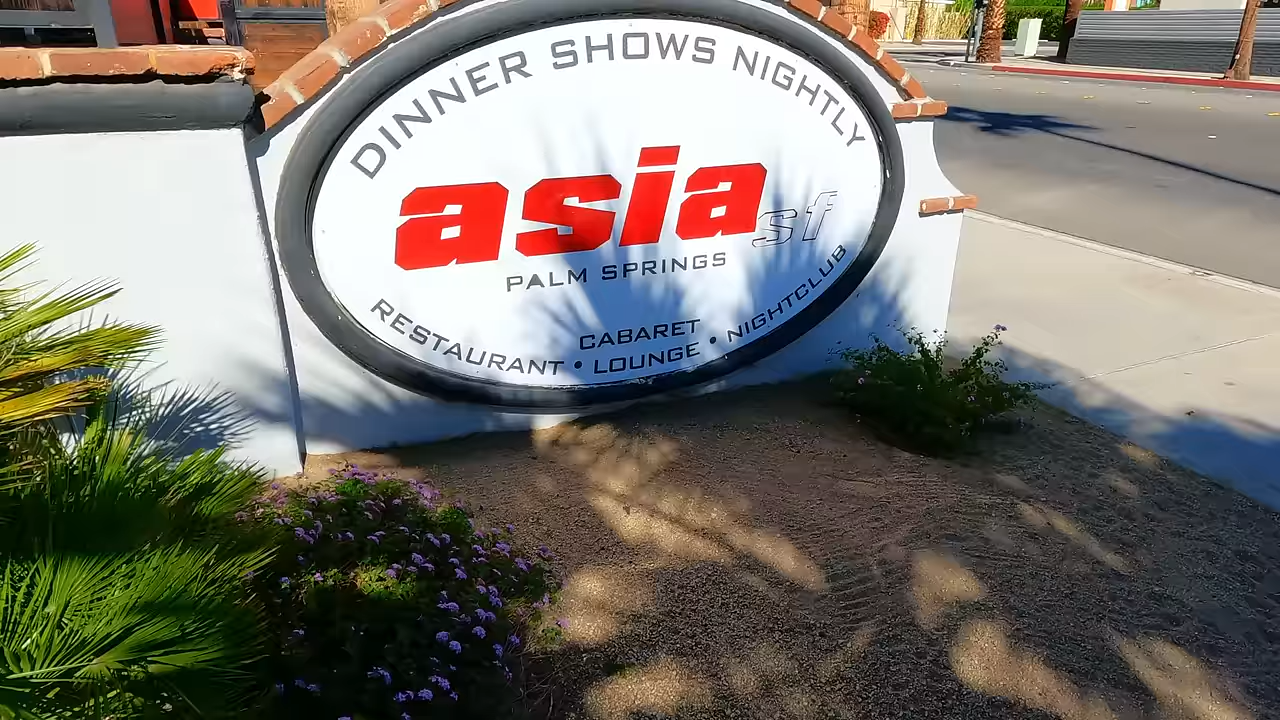 DINNER SHOWS NIGHTLY
asia sf
PALM SPRINGS
CABARET
RESTAURANT • LOUNGE • NIGHTCLUB